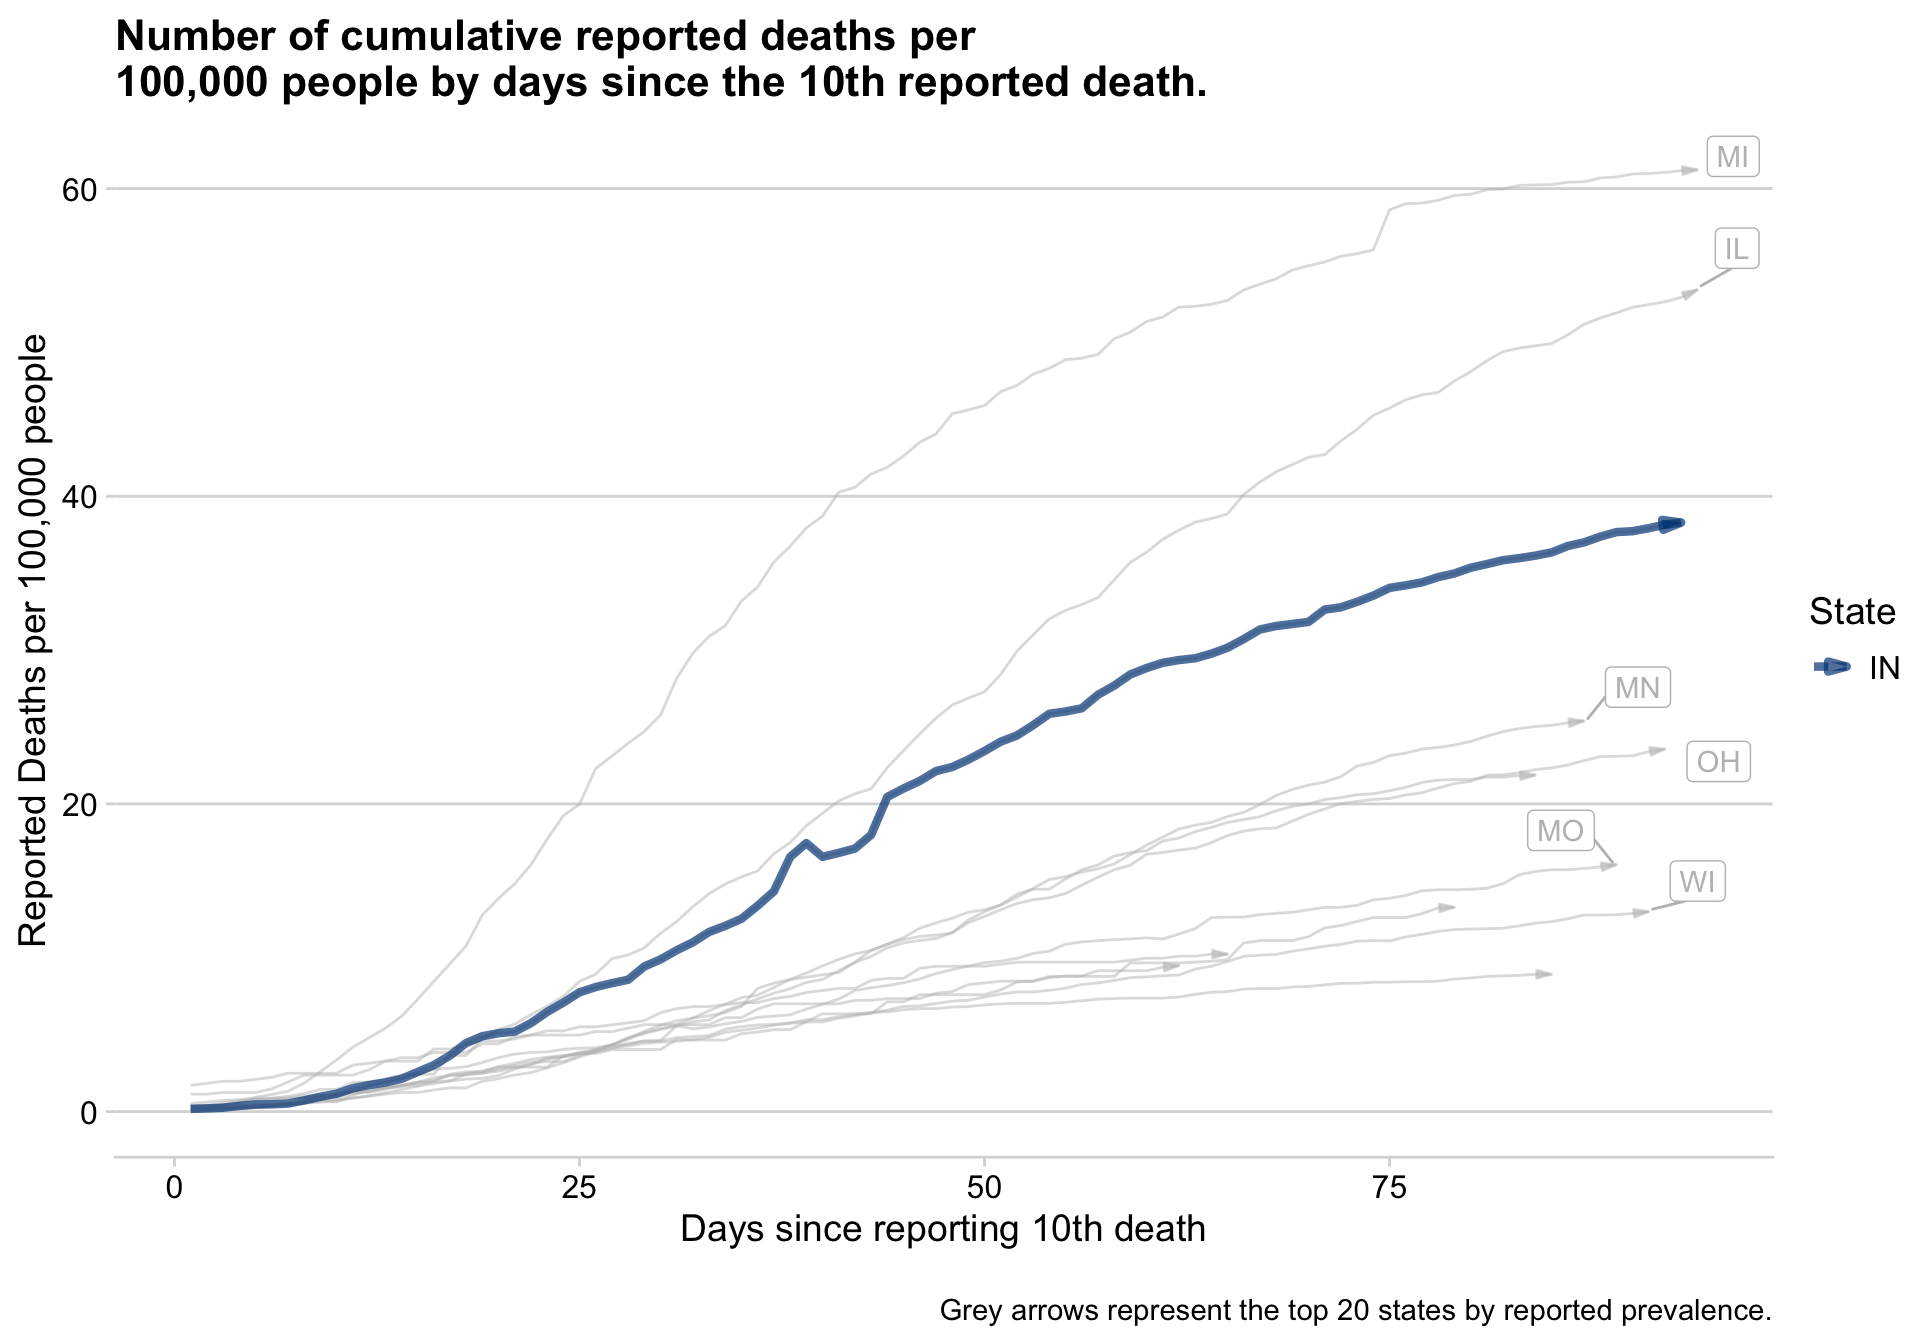 Number of cumulative reported deaths per
100,000 people by days since the 10th reported death.
Reported Deaths per 100,000 people
60
40
20
0
MI
IL
MN
OH
MO
WI
State
IN
0
25
50
75
Days since reporting 10th death
Grey arrows represent the top 20 states by reported prevalence.